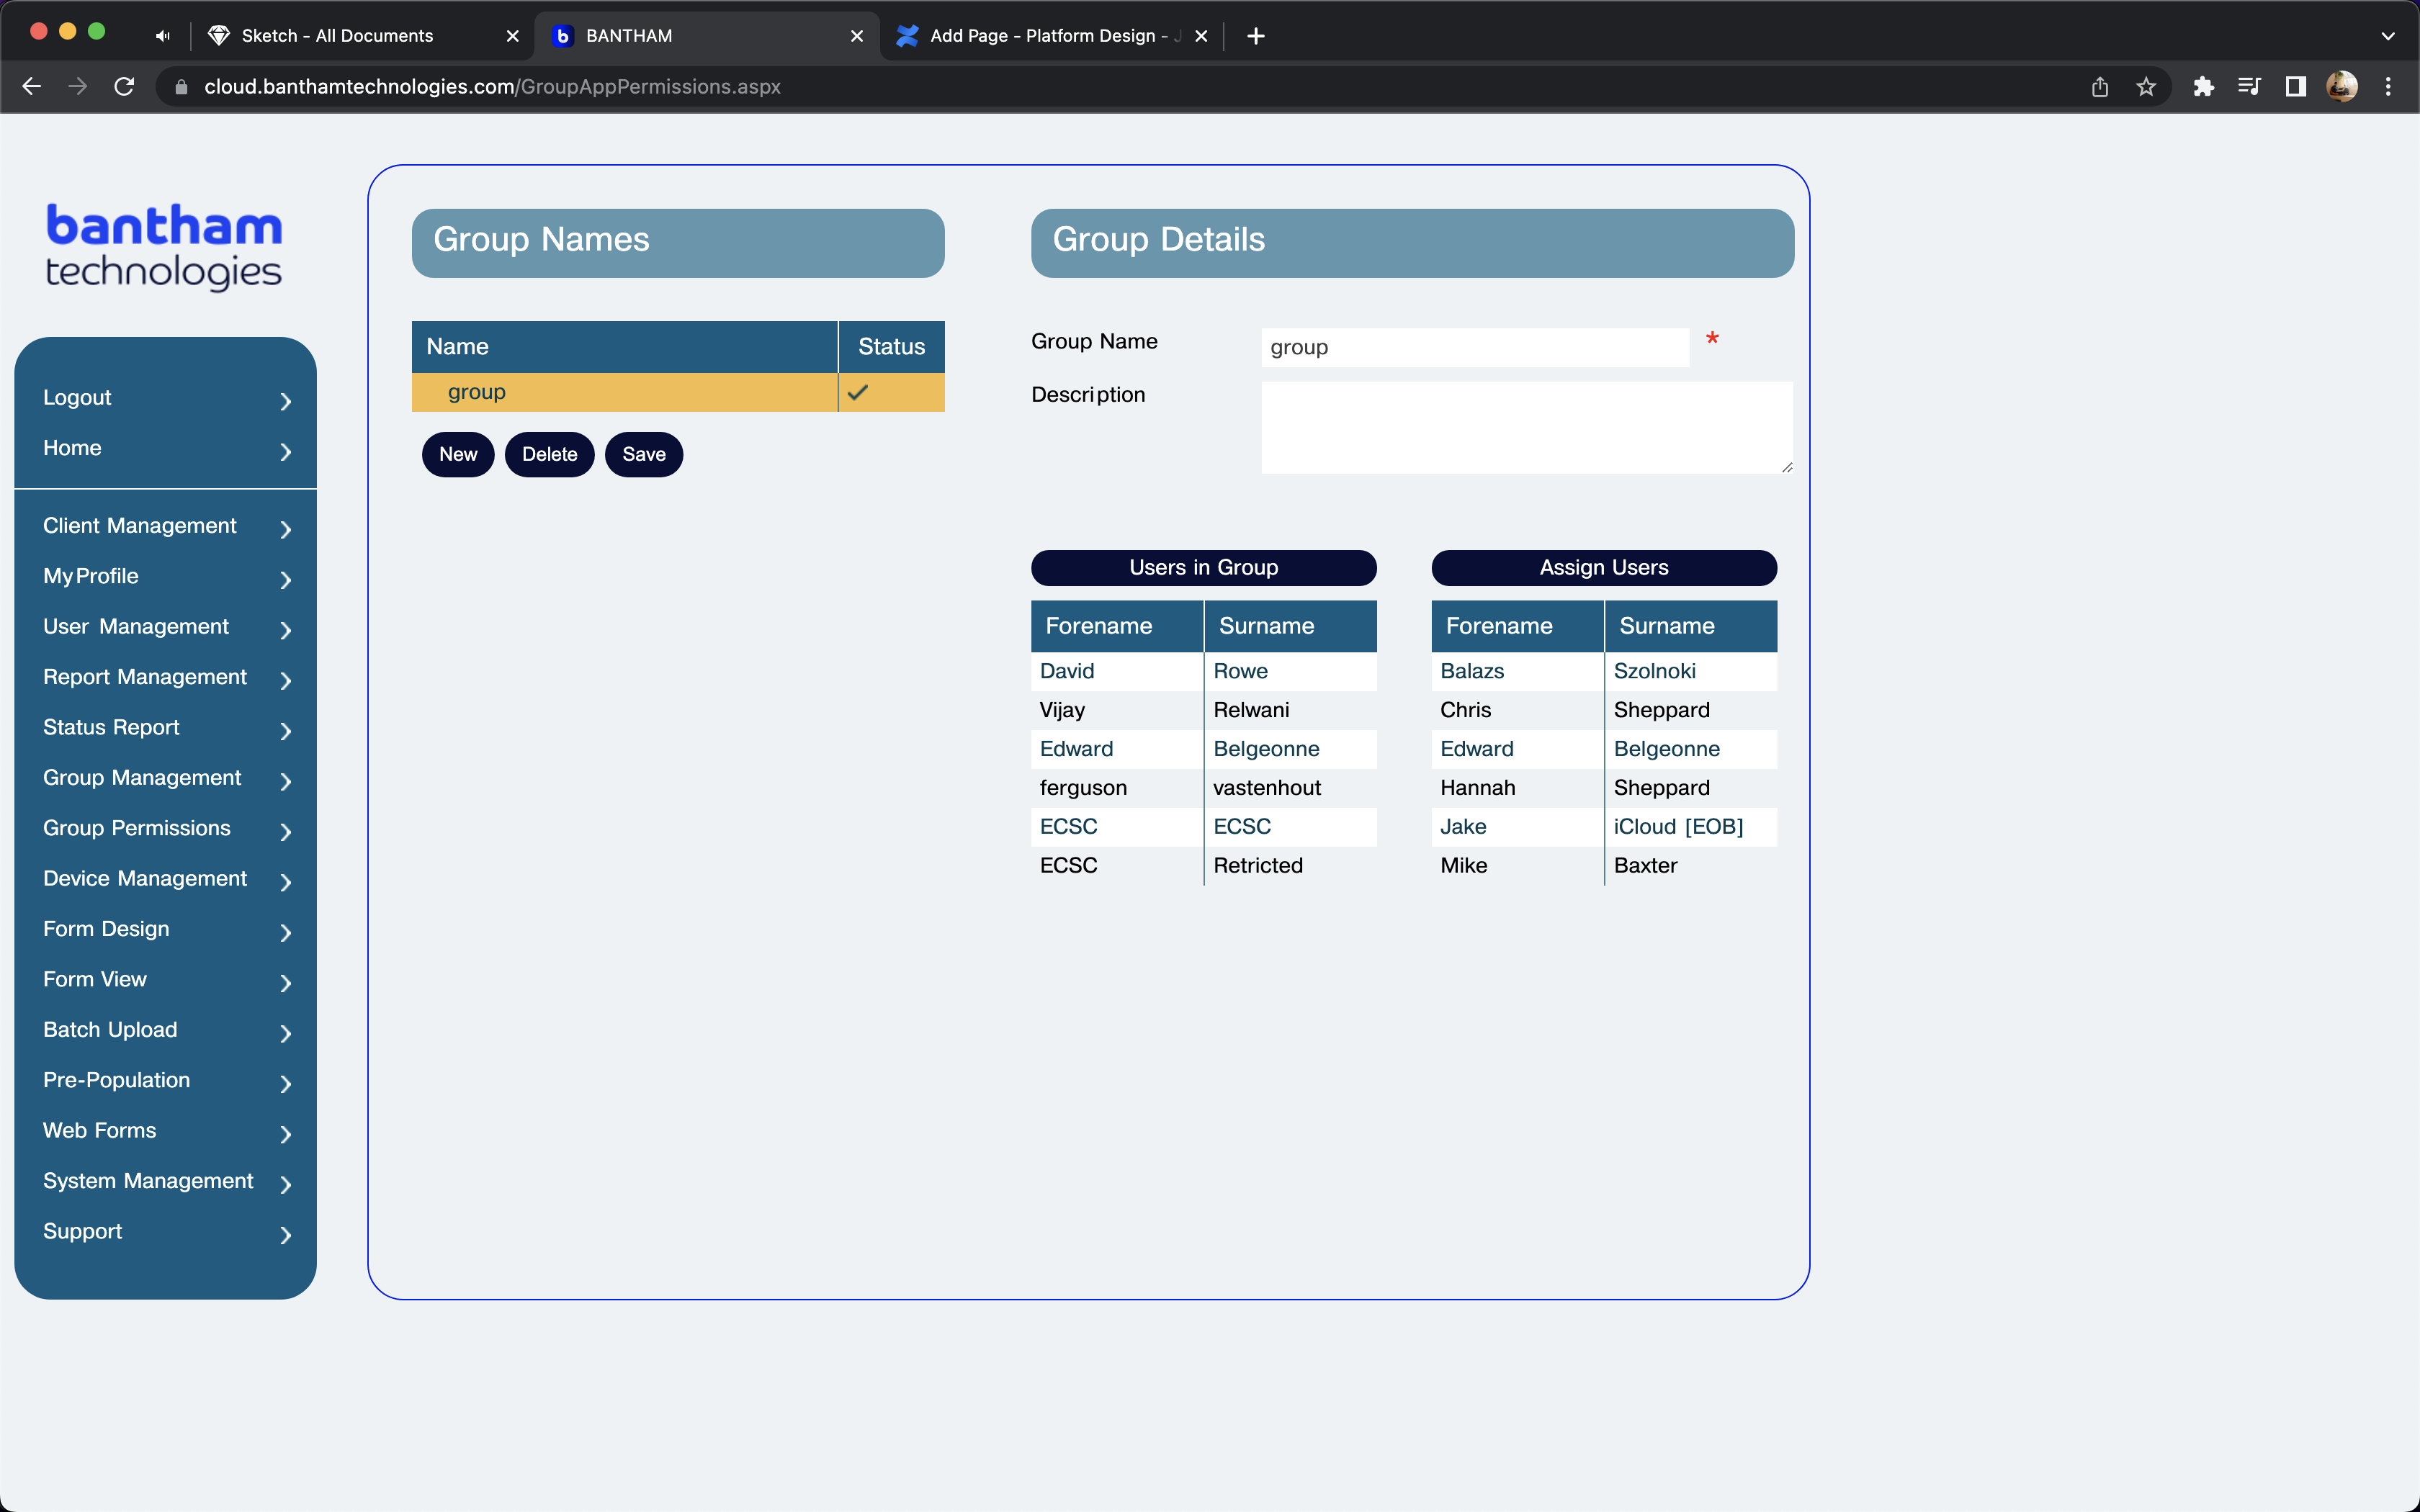 Sketch - All Documents
BANTHAM
Add Page - Platform Design -
cloud.banthamtechnologies.com/GroupAppPermissions.aspx
bantham
technologies
Logout
Home
Client Management
My Profile
User Management
Report Management
Status Report
Group Management
Group Permissions
Device Management
Form Design
Form View
Batch Upload
Pre-Population
Web Forms
System Management
Support
Group Names
Name Status
group
New Delete Save
Group Details
Group Name group *
Description
Users in Group
Forename Surname
David Rowe
Vijay Relwani
Edward Belgeonne
ferguson vastenhout
ECSC ECSC
ECSC Retricted
Assign Users
Forename Surname
Balazs Szolnoki
Chris Sheppard
Edward Belgeonne
Hannah Sheppard
Jake iCloud [EOB]
Mike Baxter